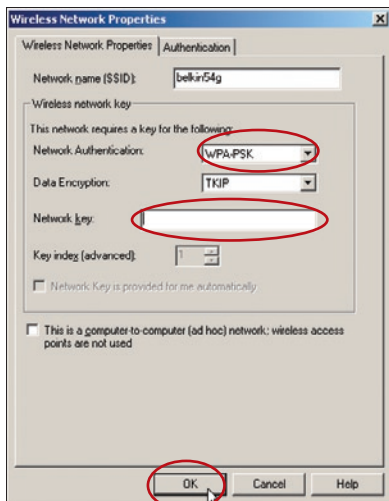 Wireless Network Properties
Wireless Network Properties Authentication
Network name (SSID): belkin54g
Wireless network key
This network requires a key for the following:
Network Authentication: WPA-PSK
Data Encryption: TKIP
Network key:
Key index (advanced): 1
Network Key is provided for me automatically
This is a computer-to-computer (ad hoc) network; wireless access
points are not used
OK Cancel Help